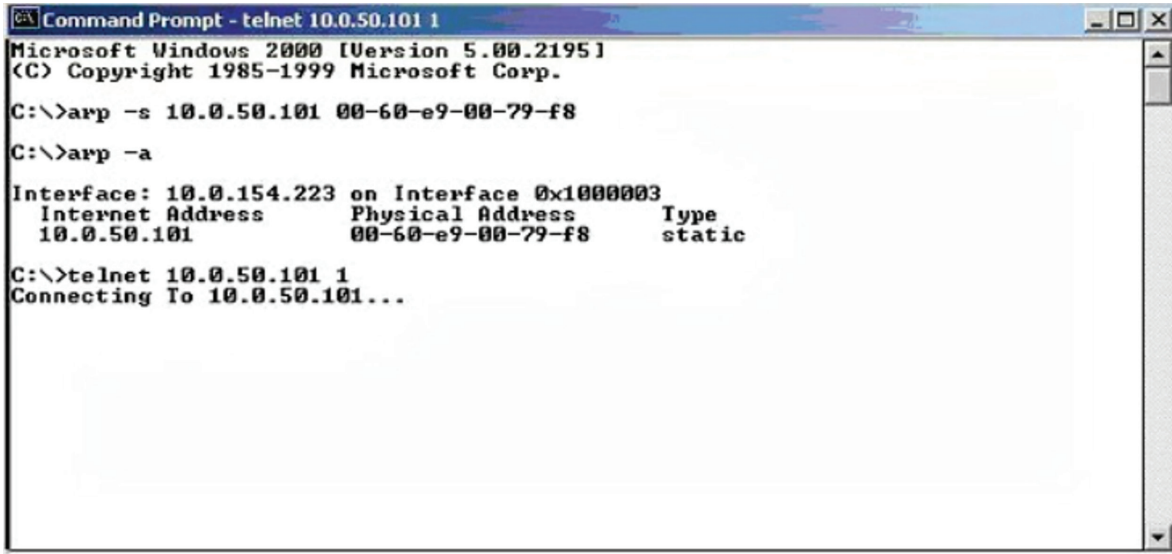 Command Prompt - telnet 10.0.50.101 1
Microsoft Windows 2000 [Version 5.00.2195]
(C) Copyright 1985-1999 Microsoft Corp.
C:\>arp -s 10.0.50.101 00-60-e9-00-79-f8
C:\>arp -a
Interface: 10.0.154.223 on Interface 0x1000003
Internet Address Physical Address Type
10.0.50.101 00-60-e9-00-79-f8 static
C:\>telnet 10.0.50.101 1
Connecting To 10.0.50.101...